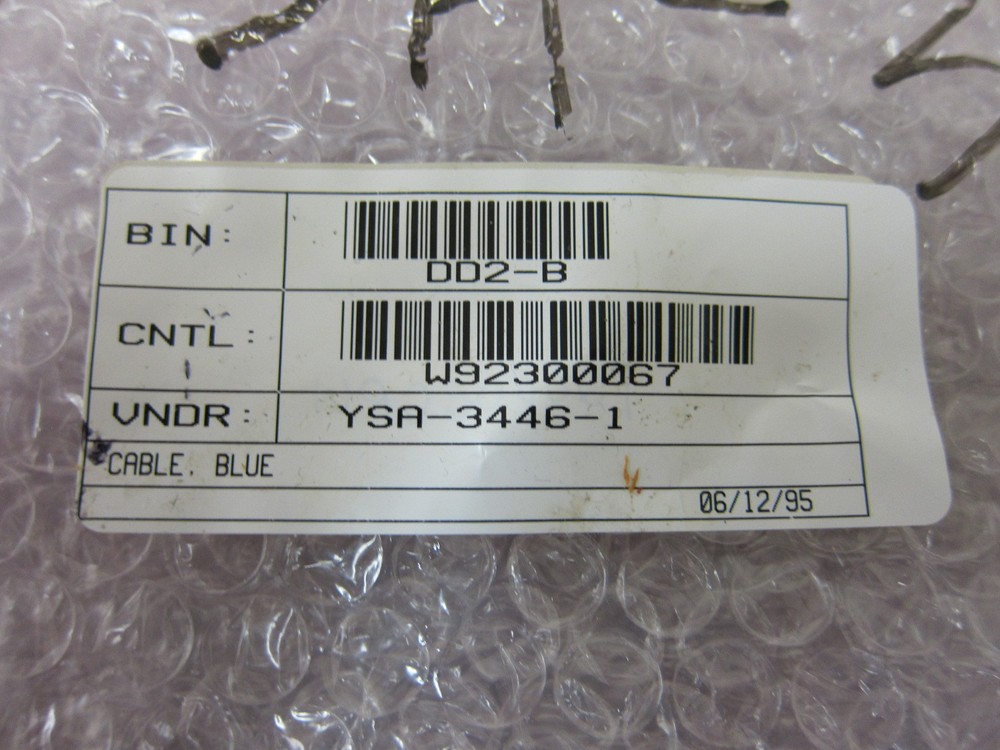 BIN: DD2-B
CNTL: W92300067
VNDR: YSA-3446-1
CABLE, BLUE
06/12/95